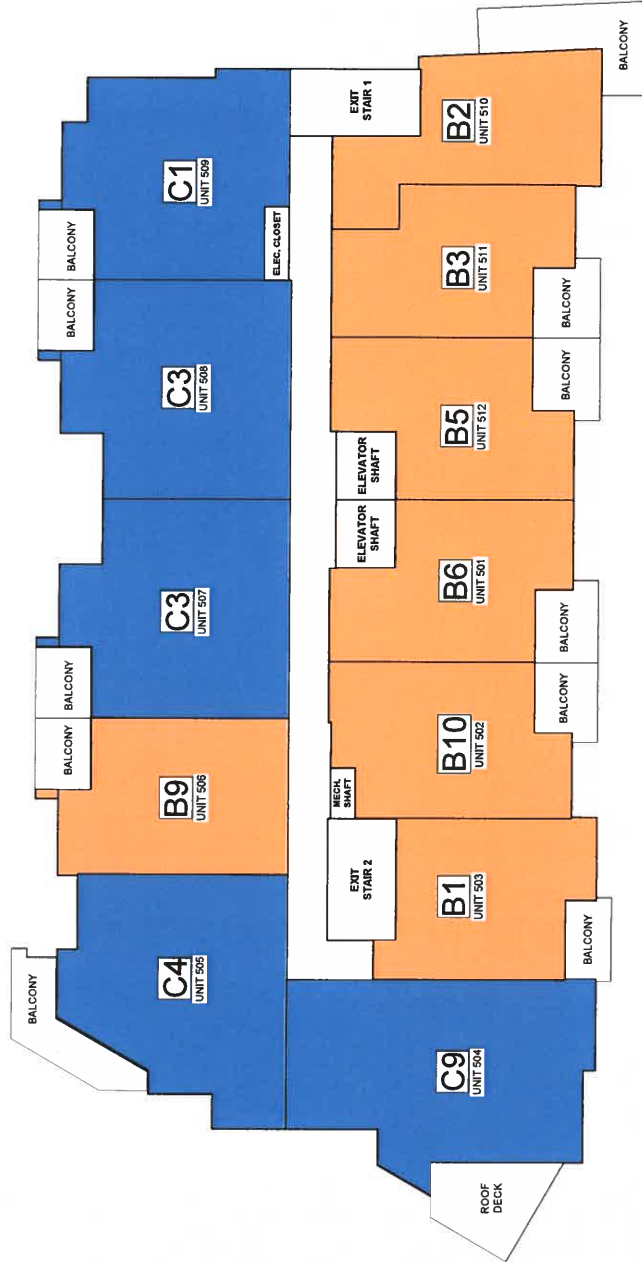 BALCONY
C4
UNIT 505
BALCONY
B9
UNIT 506
BALCONY
C3
UNIT 507
BALCONY
C3
UNIT 508
BALCONY
C1
UNIT 509
ELEC. CLOSET
EXIT
STAIR 1
ROOF
DECK
C9
UNIT 504
EXIT
STAIR 2
B1
UNIT 503
BALCONY
MECH.
SHAFT
B10
UNIT 502
BALCONY
ELEVATOR
SHAFT
B6
UNIT 501
BALCONY
ELEVATOR
SHAFT
B5
UNIT 512
BALCONY
B3
UNIT 511
BALCONY
B2
UNIT 510
BALCONY